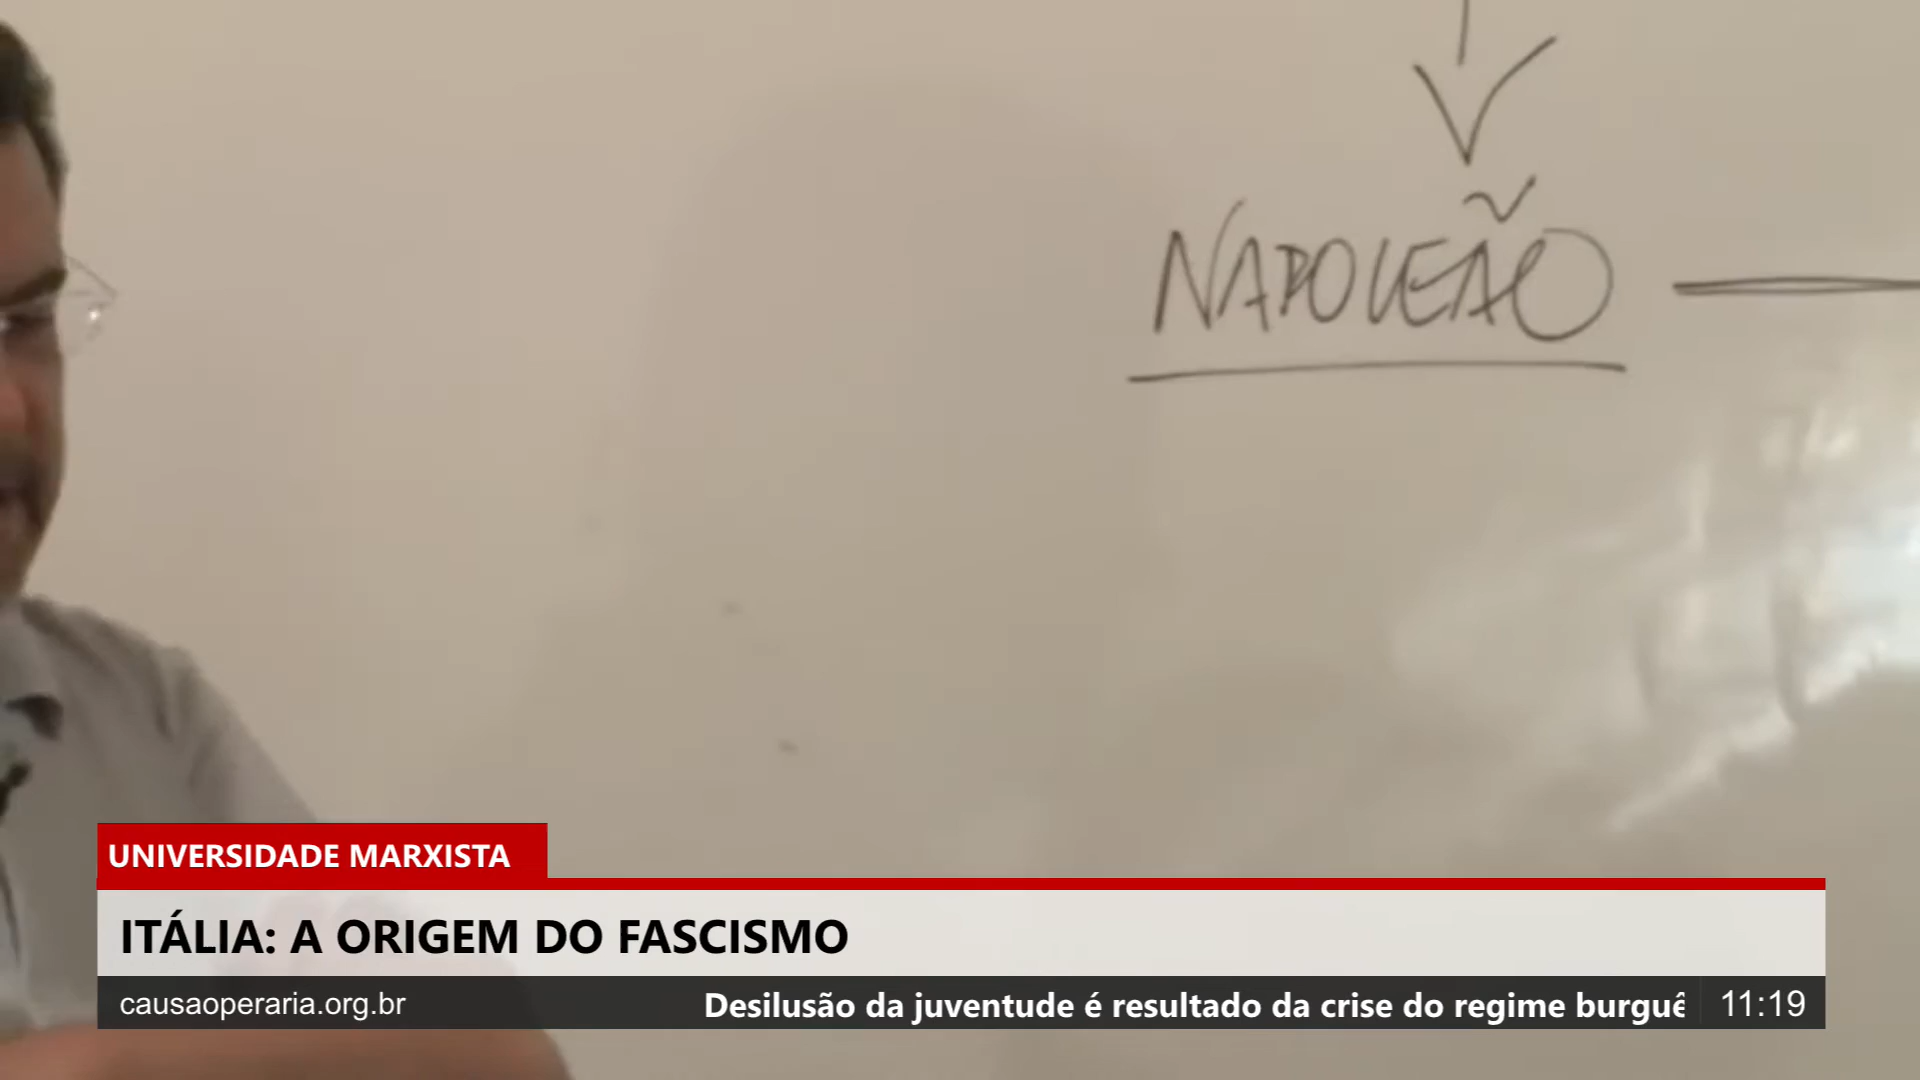 NAPOLEÃO
UNIVERSIDADE MARXISTA
ITÁLIA: A ORIGEM DO FASCISMO
causaoperaria.org.br
Desilusão da juventude é resultado da crise do regime burguê
11:19